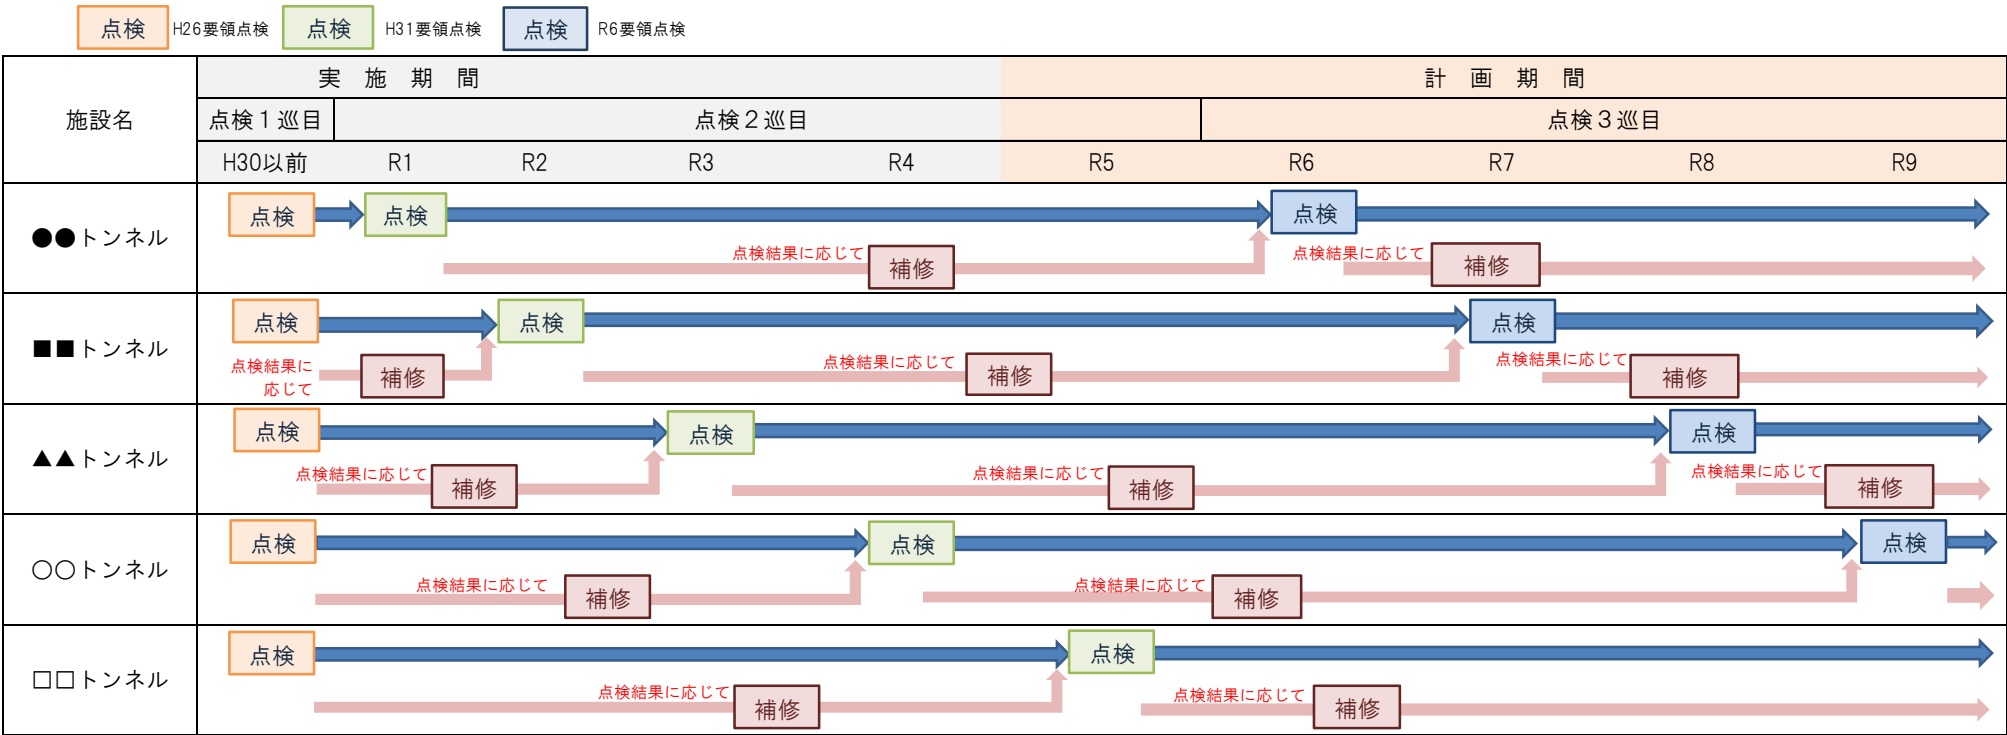 点検 H26要領点検 点検 H31要領点検 点検 R6要領点検
施設名
実 施 期 間 計 画 期 間
点検１巡目 点検２巡目 点検３巡目
H30以前 R1 R2 R3 R4 R5 R6 R7 R8 R9
●●トンネル
点検 点検 点検
点検結果に応じて 補修 点検結果に応じて 補修
■■トンネル
点検 点検 点検
点検結果に
応じて
補修 点検結果に応じて 補修 点検結果に応じて 補修
▲▲トンネル
点検 点検 点検
点検結果に応じて 補修 点検結果に応じて 補修 点検結果に応じて 補修
○○トンネル
点検 点検 点検
点検結果に応じて 補修 点検結果に応じて 補修
□□トンネル
点検 点検
点検結果に応じて 補修 点検結果に応じて 補修